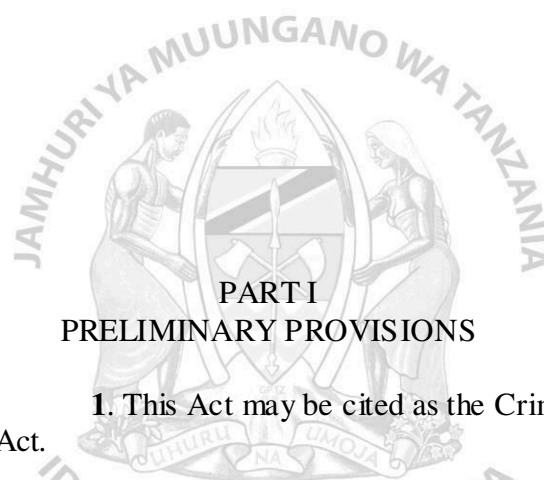 JAMHURI YA MUUNGANO WA TANZANIA
PART I
PRELIMINARY PROVISIONS
1. This Act may be cited as the
Act.
UHURU NA UMOJA